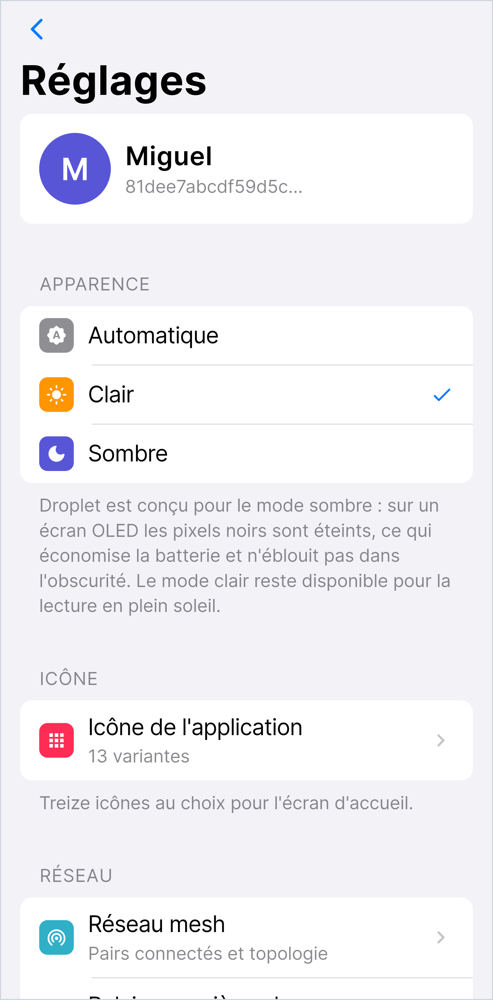 Réglages
M
Miguel
81dee7abcdf59d5c...
APPARENCE
A
Automatique
Clair
Sombre
Droplet est conçu pour le mode sombre : sur un
écran OLED les pixels noirs sont éteints, ce qui
économise la batterie et n'éblouit pas dans
l'obscurité. Le mode clair reste disponible pour la
lecture en plein soleil.
ICÔNE
Icône de l'application
13 variantes
Treize icônes au choix pour l'écran d'accueil.
RÉSEAU
Réseau mesh
Pairs connectés et topologie